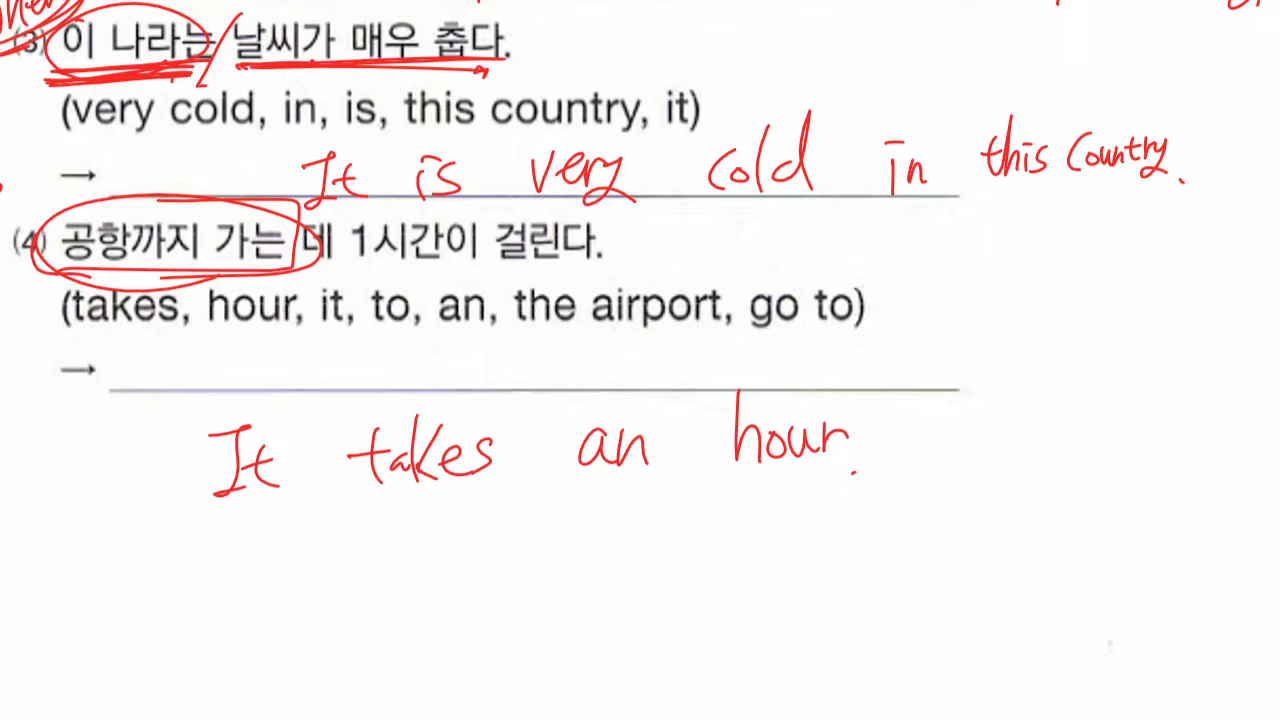 (3) 이 나라는 날씨가 매우 춥다.
(very cold, in, is, this country, it)
→ It is very cold in this country.
(4) 공항까지 가는 데 1시간이 걸린다.
(takes, hour, it, to, an, the airport, go to)
→
It takes an hour.